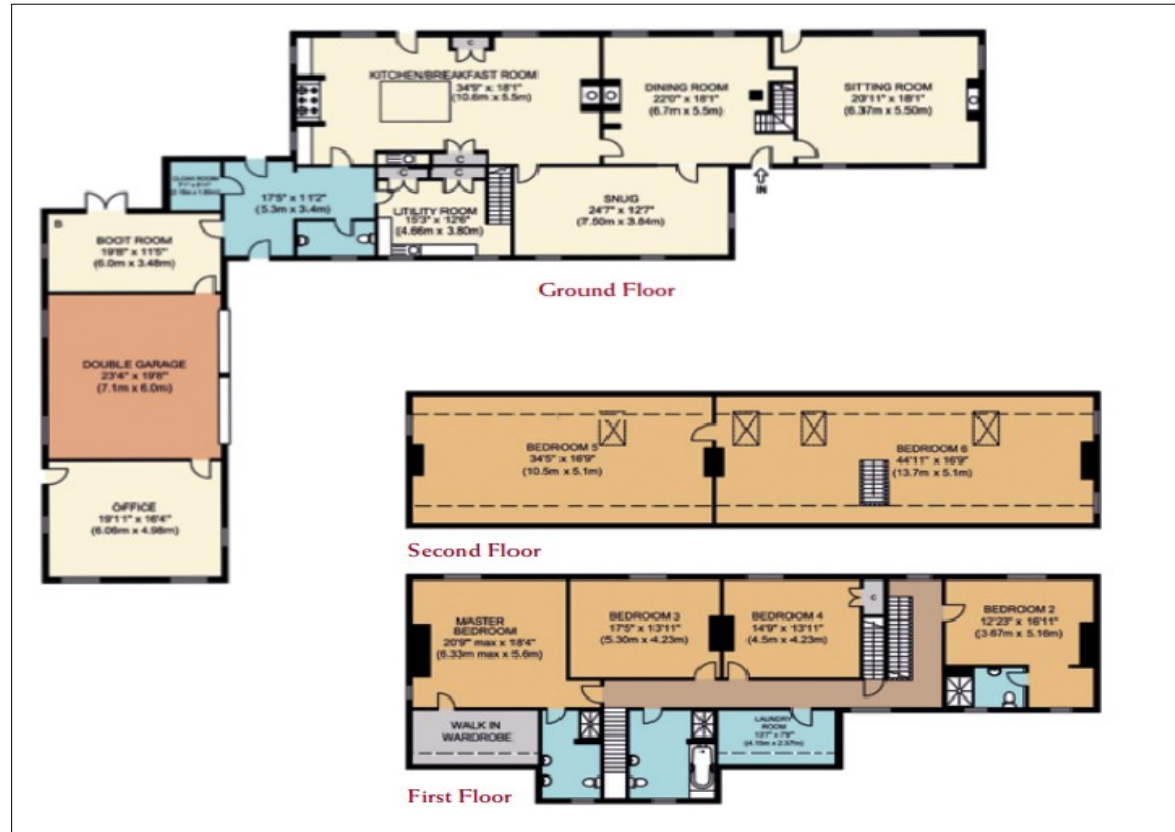 C
KITCHEN/BREAKFAST ROOM
34'9" x 18'1"
(10.6m x 5.5m)
DINING ROOM
22'0" x 18'1"
(6.7m x 5.5m)
SITTING ROOM
20'11" x 18'1"
(6.37m x 5.50m)
C
IN
CLOAK ROOM
17'5" x 11'2"
(5.3m x 3.4m)
C
C
UTILITY ROOM
15'3" x 12'6"
(4.66m x 3.80m)
SNUG
24'7" x 12'7"
(7.50m x 3.84m)
B
BOOT ROOM
19'8" x 11'5"
(6.0m x 3.48m)
Ground Floor
DOUBLE GARAGE
23'4" x 19'8"
(7.1m x 6.0m)
OFFICE
19'11" x 16'4"
(6.06m x 4.98m)
BEDROOM 5
34'5" x 16'9"
(10.5m x 5.1m)
BEDROOM 6
44'11" x 16'9"
(13.7m x 5.1m)
Second Floor
MASTER
BEDROOM
20'9" max x 18'4"
(6.33m max x 5.6m)
BEDROOM 3
17'5" x 13'11"
(5.30m x 4.23m)
BEDROOM 4
14'9" x 13'11"
(4.5m x 4.23m)
C
BEDROOM 2
12'23" x 16'11"
(3.67m x 5.16m)
WALK IN
WARDROBE
LAUNDRY
ROOM
First Floor